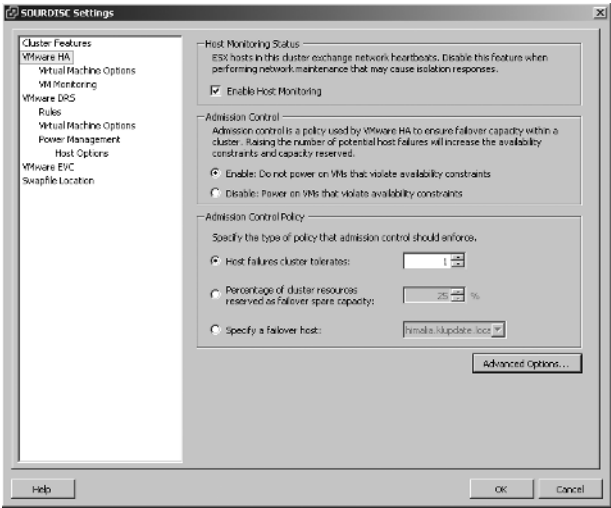 SOURDISC Settings
Cluster Features
VMware HA
Virtual Machine Options
VM Monitoring
VMware DRS
Rules
Virtual Machine Options
Power Management
Host Options
VMware EVC
Swapfile Location
Host Monitoring Status
ESX hosts in this cluster exchange network heartbeats. Disable this feature when
performing network maintenance that may cause isolation responses.
Enable Host Monitoring
Admission Control
Admission control is a policy used by VMware HA to ensure failover capacity within a
cluster. Raising the number of potential host failures will increase the availability
constraints and capacity reserved.
Enable: Do not power on VMs that violate availability constraints
Disable: Power on VMs that violate availability constraints
Admission Control Policy
Specify the type of policy that admission control should enforce.
Host failures cluster tolerates: 1
Percentage of cluster resources
reserved as failover spare capacity: 25 %
Specify a failover host: himalia.klupdate.loca
Advanced Options...
Help OK Cancel